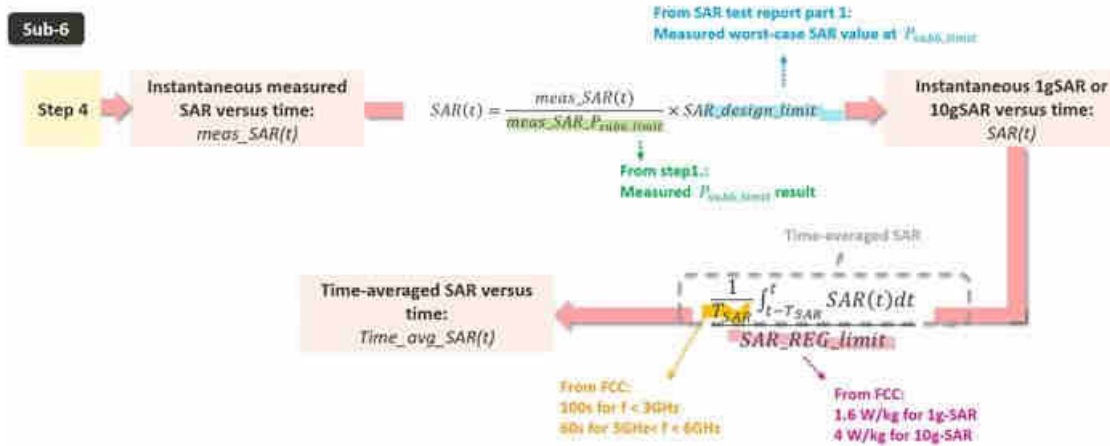 Sub-6
From SAR test report part 1:
Measured worst-case SAR value at P_sub6_limit
Step 4
Instantaneous measured
SAR versus time:
meas_SAR(t)
SAR(t) = meas_SAR(t) / meas_SAR_P_sub6_limit × SAR_design_limit
Instantaneous 1gSAR or
10gSAR versus time:
SAR(t)
From step1.:
Measured P_sub6_limit result
Time-averaged SAR
Time-averaged SAR versus
time:
Time_avg_SAR(t)
1/T_SAR ∫_{t−T_SAR}^{t} SAR(t)dt
SAR_REG_limit
From FCC:
100s for f < 3GHz
60s for 3GHz< f < 6GHz
From FCC:
1.6 W/kg for 1g-SAR
4 W/kg for 10g-SAR